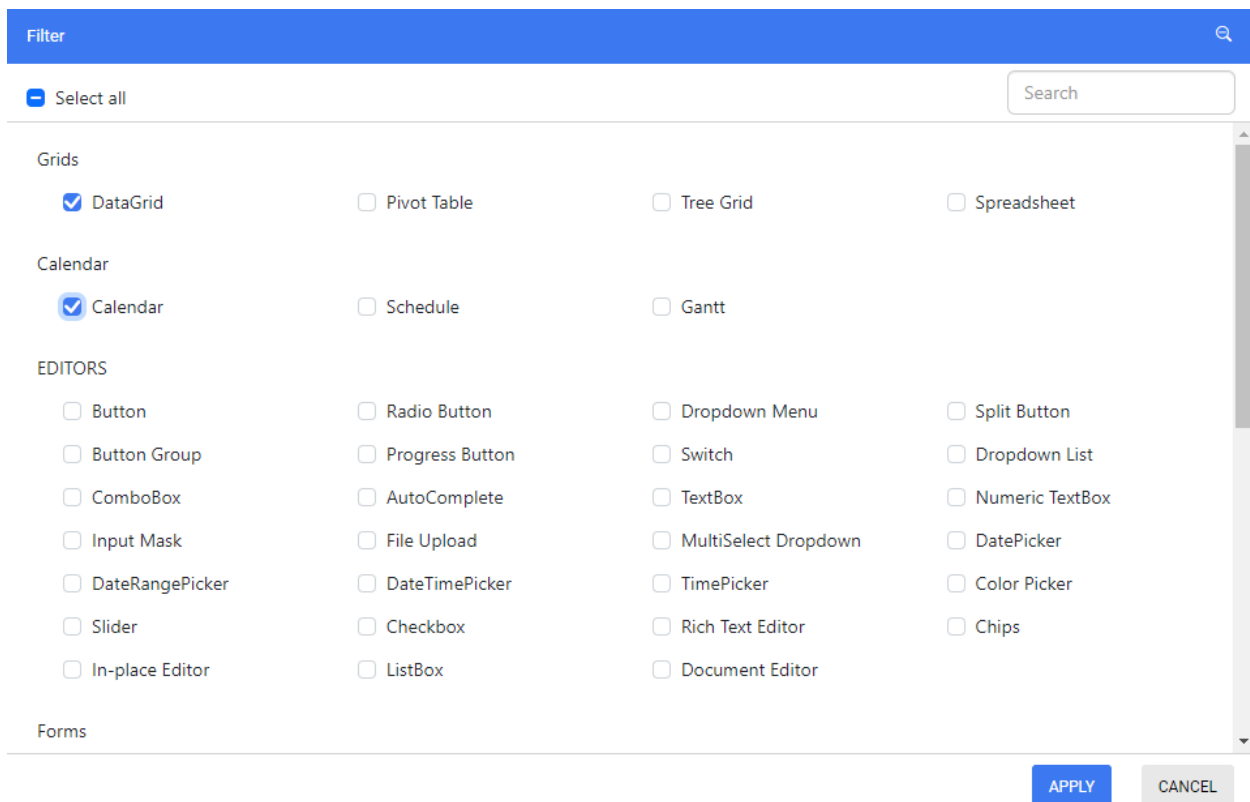 Filter
Select all Search
Grids
DataGrid Pivot Table Tree Grid Spreadsheet
Calendar
Calendar Schedule Gantt
EDITORS
Button Radio Button Dropdown Menu Split Button
Button Group Progress Button Switch Dropdown List
ComboBox AutoComplete TextBox Numeric TextBox
Input Mask File Upload MultiSelect Dropdown DatePicker
DateRangePicker DateTimePicker TimePicker Color Picker
Slider Checkbox Rich Text Editor Chips
In-place Editor ListBox Document Editor
Forms
APPLY CANCEL